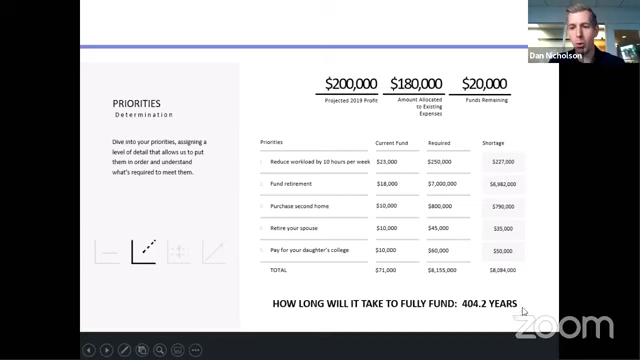 Dan Nicholson
$200,000 $180,000 $20,000
Projected 2019 Profit
Amount Allocated
to Existing
Expenses
Funds Remaining
PRIORITIES
Determination
Dive into your priorities, assigning a
level of detail that allows us to put
them in order and understand
what's required to meet them.
Priorities Current Fund Required Shortage
Reduce workload by 10 hours per week $23,000 $250,000 $227,000
Fund retirement $18,000 $7,000,000 $6,982,000
Purchase second home $10,000 $800,000 $790,000
Retire your spouse $10,000 $45,000 $35,000
Pay for your daughter's college $10,000 $60,000 $50,000
TOTAL $71,000 $8,155,000 $8,094,000
HOW LONG WILL IT TAKE TO FULLY FUND: 404.2 YEARS
zoom